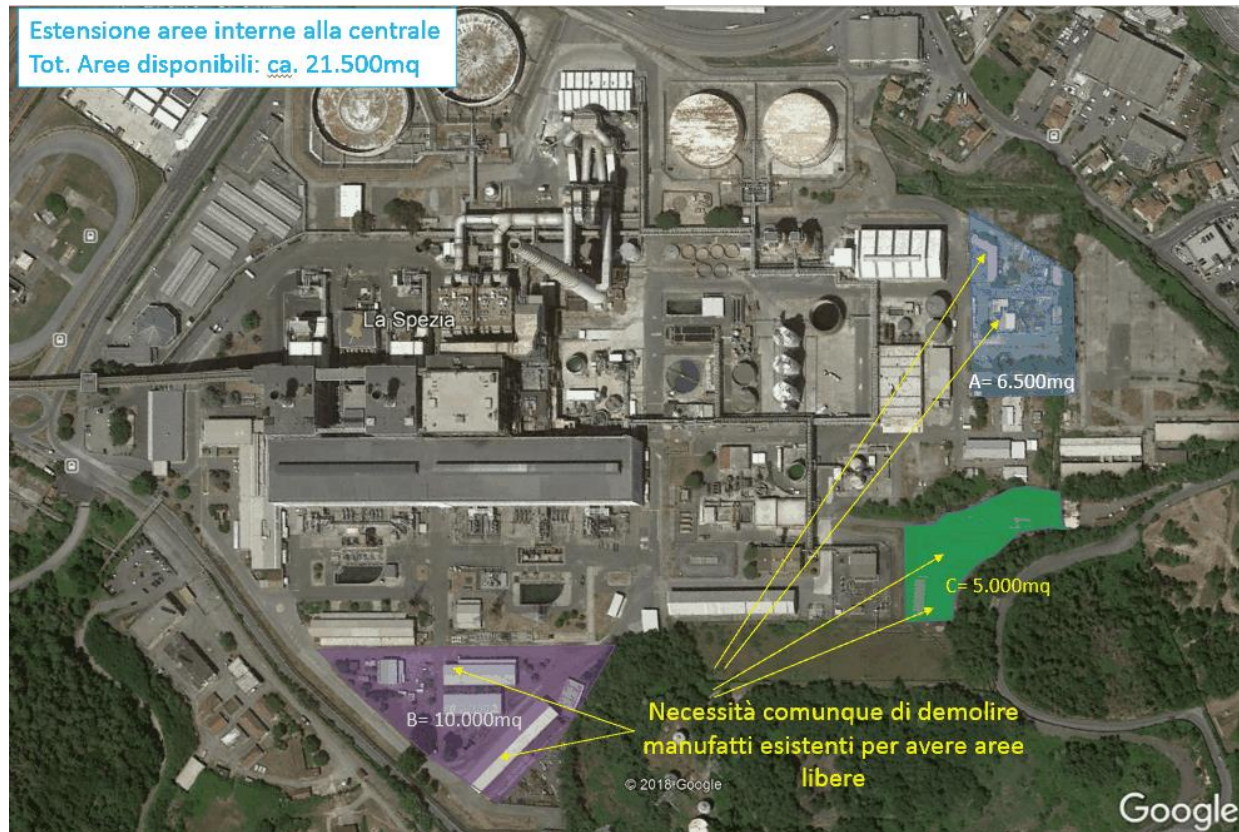 Estensione aree interne alla centrale
Tot. Aree disponibili: ca. 21.500mq
La Spezia
A= 6.500mq
C= 5.000mq
B= 10.000mq
Necessità comunque di demolire
manufatti esistenti per avere aree
libere
© 2018 Google
Google